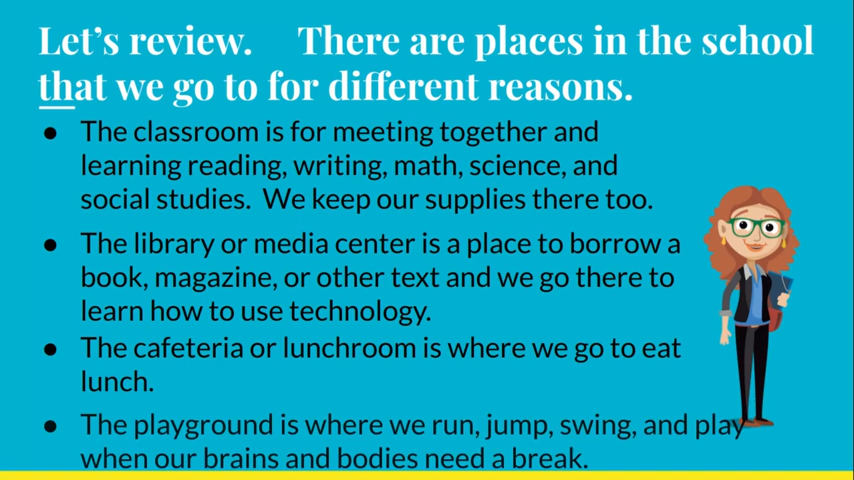 Let’s review. There are places in the school
that we go to for different reasons.
● The classroom is for meeting together and
learning reading, writing, math, science, and
social studies. We keep our supplies there too.
● The library or media center is a place to borrow a
book, magazine, or other text and we go there to
learn how to use technology.
● The cafeteria or lunchroom is where we go to eat
lunch.
● The playground is where we run, jump, swing, and play
when our brains and bodies need a break.